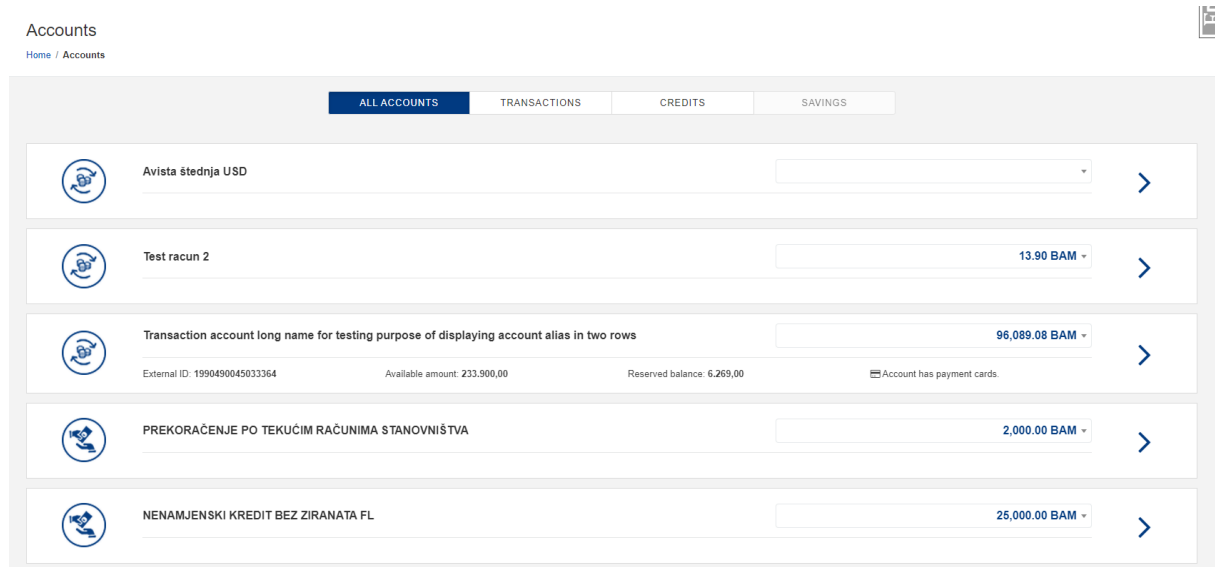 Accounts
Home / Accounts
ALL ACCOUNTS TRANSACTIONS CREDITS SAVINGS
Avista štednja USD
Test racun 2 13.90 BAM
Transaction account long name for testing purpose of displaying account alias in two rows 96,089.08 BAM
External ID: 1990490045033364 Available amount: 233.900,00 Reserved balance: 6.269,00 Account has payment cards.
PREKORAČENJE PO TEKUĆIM RAČUNIMA STANOVNIŠTVA 2,000.00 BAM
NENAMJENSKI KREDIT BEZ ZIRANATA FL 25,000.00 BAM